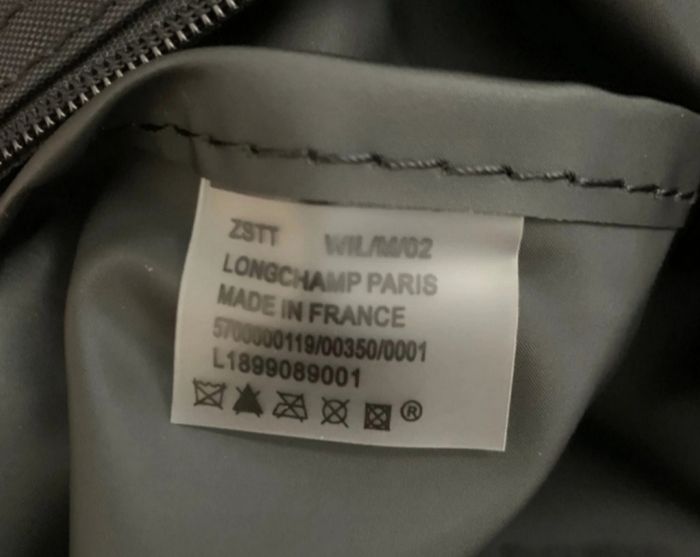 ZSTT WIL/M/02
LONGCHAMP PARIS
MADE IN FRANCE
5700000119/00350/0001
L1899089001
®